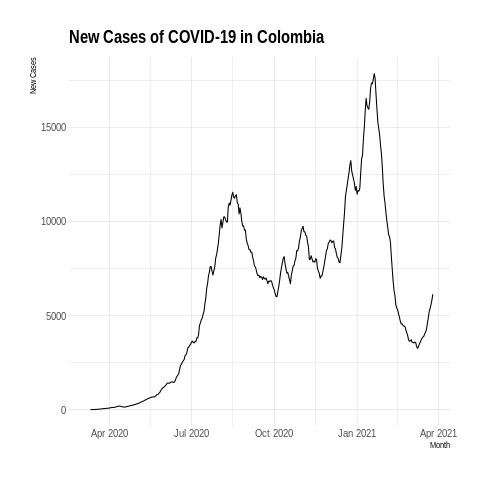 New Cases of COVID-19 in Colombia
New Cases
15000
10000
5000
0
Apr 2020 Jul 2020 Oct 2020 Jan 2021 Apr 2021
Month